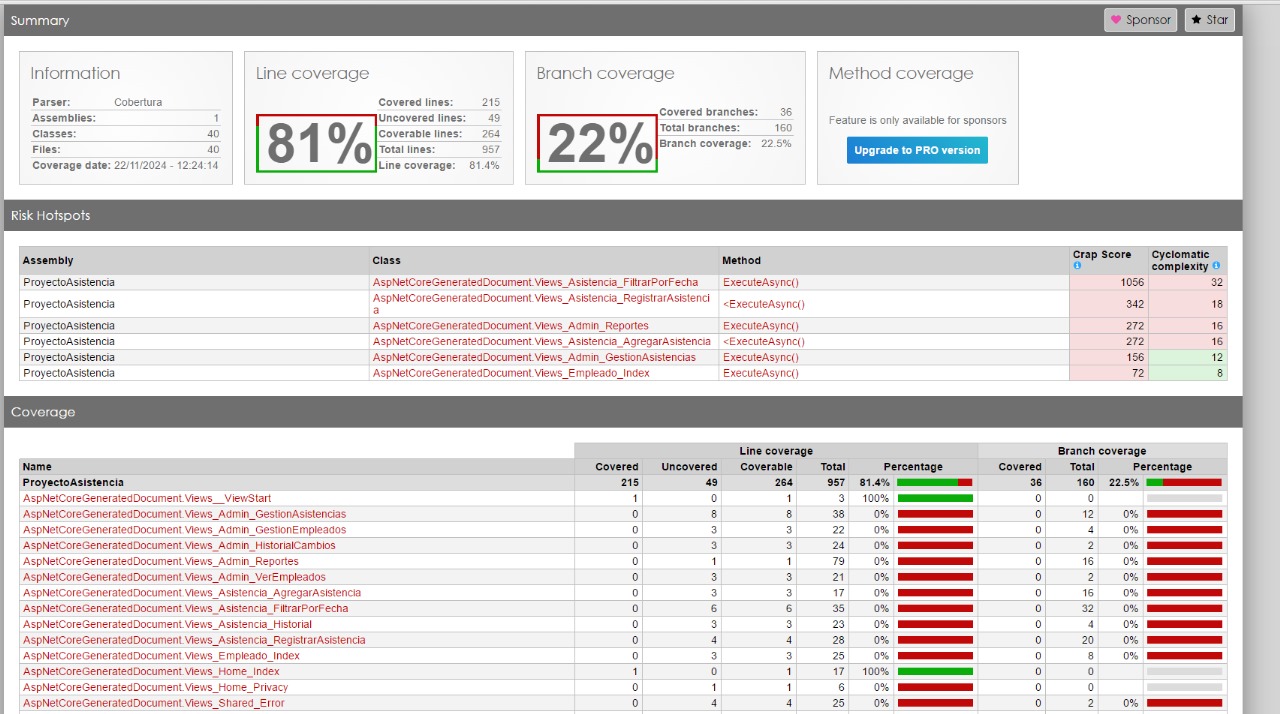 Summary
Sponsor
Star
Information
Parser: Cobertura
Assemblies: 1
Classes: 40
Files: 40
Coverage date: 22/11/2024 - 12:24:14
Line coverage
81%
Covered lines: 215
Uncovered lines: 49
Coverable lines: 264
Total lines: 957
Line coverage: 81.4%
Branch coverage
22%
Covered branches: 36
Total branches: 160
Branch coverage: 22.5%
Method coverage
Feature is only available for sponsors
Upgrade to PRO version
Risk Hotspots
Assembly Class Method Crap Score Cyclomatic complexity
ProyectoAsistencia AspNetCoreGeneratedDocument.Views_Asistencia_FiltrarPorFecha ExecuteAsync() 1056 32
ProyectoAsistencia AspNetCoreGeneratedDocument.Views_Asistencia_RegistrarAsistenci
a <ExecuteAsync() 342 18
ProyectoAsistencia AspNetCoreGeneratedDocument.Views_Admin_Reportes ExecuteAsync() 272 16
ProyectoAsistencia AspNetCoreGeneratedDocument.Views_Asistencia_AgregarAsistencia <ExecuteAsync() 272 16
ProyectoAsistencia AspNetCoreGeneratedDocument.Views_Admin_GestionAsistencias ExecuteAsync() 156 12
ProyectoAsistencia AspNetCoreGeneratedDocument.Views_Empleado_Index ExecuteAsync() 72 8
Coverage
Line coverage Branch coverage
Name Covered Uncovered Coverable Total Percentage Covered Total Percentage
ProyectoAsistencia 215 49 264 957 81.4% 36 160 22.5%
AspNetCoreGeneratedDocument.Views__ViewStart 1 0 1 3 100% 0 0
AspNetCoreGeneratedDocument.Views_Admin_GestionAsistencias 0 8 8 38 0% 0 12 0%
AspNetCoreGeneratedDocument.Views_Admin_GestionEmpleados 0 3 3 22 0% 0 4 0%
AspNetCoreGeneratedDocument.Views_Admin_HistorialCambios 0 3 3 24 0% 0 2 0%
AspNetCoreGeneratedDocument.Views_Admin_Reportes 0 1 1 79 0% 0 16 0%
AspNetCoreGeneratedDocument.Views_Admin_VerEmpleados 0 3 3 21 0% 0 2 0%
AspNetCoreGeneratedDocument.Views_Asistencia_AgregarAsistencia 0 3 3 17 0% 0 16 0%
AspNetCoreGeneratedDocument.Views_Asistencia_FiltrarPorFecha 0 6 6 35 0% 0 32 0%
AspNetCoreGeneratedDocument.Views_Asistencia_Historial 0 3 3 23 0% 0 4 0%
AspNetCoreGeneratedDocument.Views_Asistencia_RegistrarAsistencia 0 4 4 28 0% 0 20 0%
AspNetCoreGeneratedDocument.Views_Empleado_Index 0 3 3 25 0% 0 8 0%
AspNetCoreGeneratedDocument.Views_Home_Index 1 0 1 17 100% 0 0
AspNetCoreGeneratedDocument.Views_Home_Privacy 0 1 1 6 0% 0 0
AspNetCoreGeneratedDocument.Views_Shared_Error 0 4 4 25 0% 0 2 0%